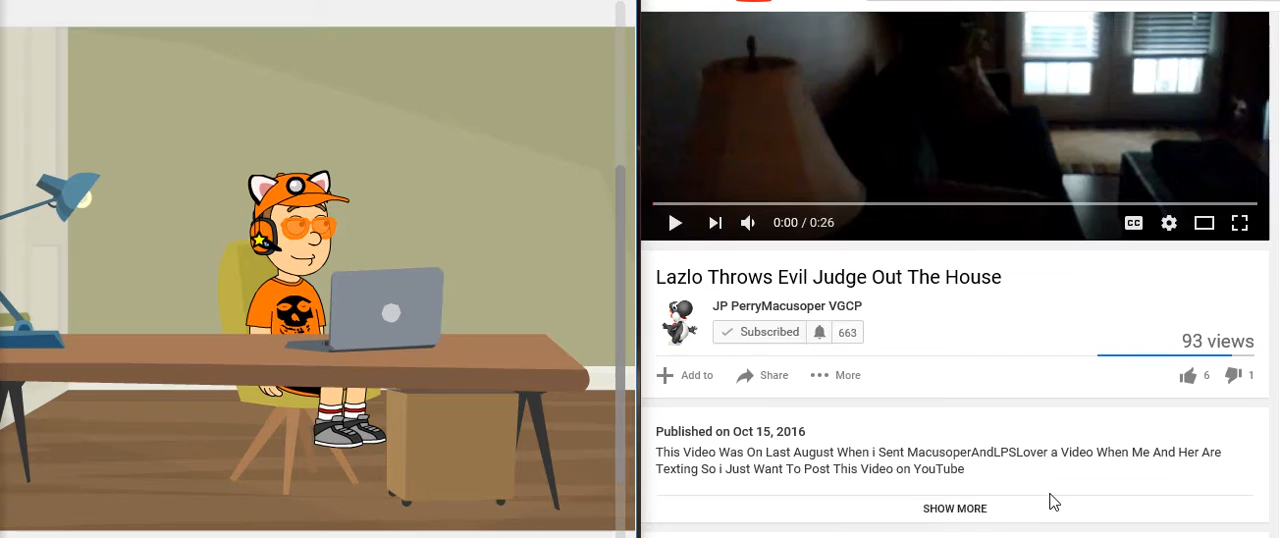 0:00 / 0:26
CC
Lazlo Throws Evil Judge Out The House
JP PerryMacusoper VGCP
Subscribed 663
93 views
Add to Share More 6 1
Published on Oct 15, 2016
This Video Was On Last August When i Sent MacusoperAndLPSLover a Video When Me And Her Are
Texting So i Just Want To Post This Video on YouTube
SHOW MORE